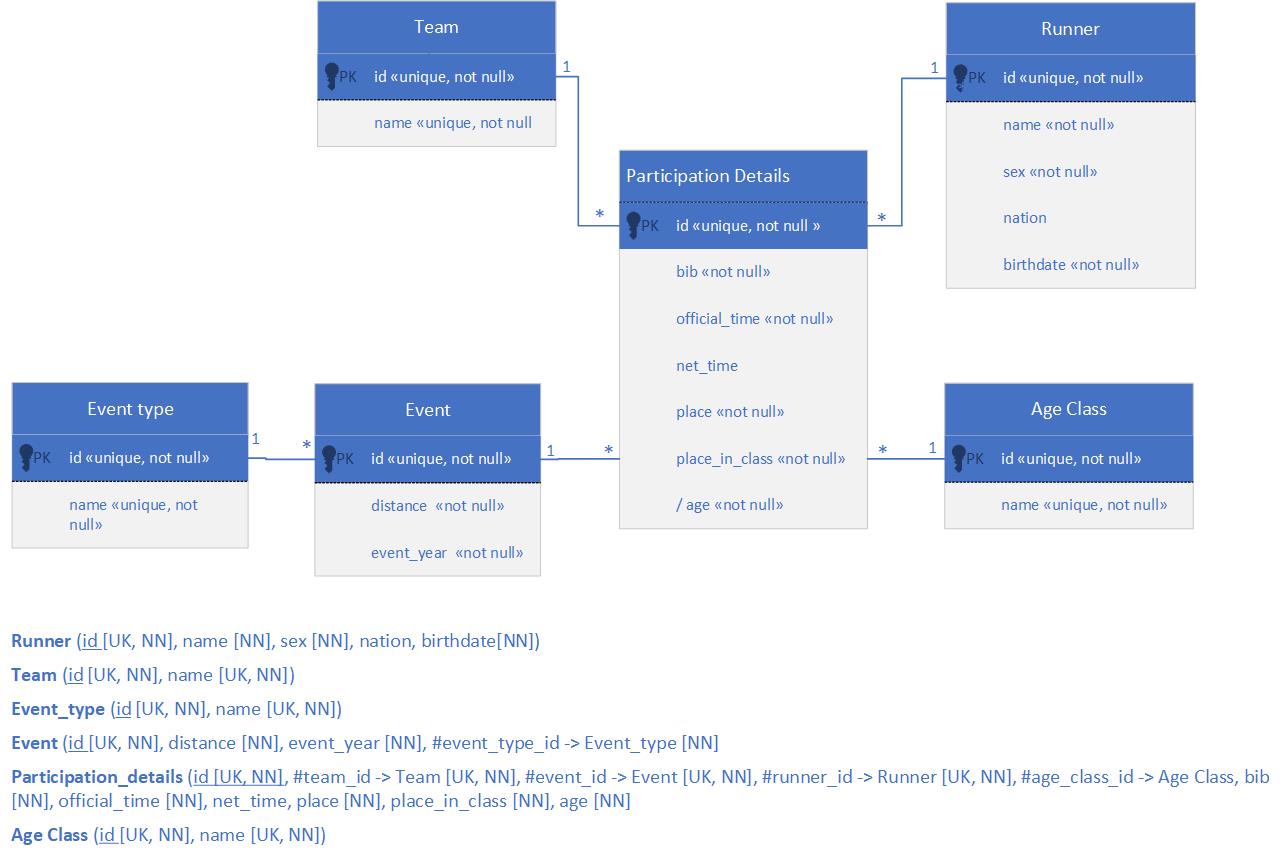 Team
PK id «unique, not null»
name «unique, not null
Runner
PK id «unique, not null»
name «not null»
sex «not null»
nation
birthdate «not null»
1
*
1
*
Participation Details
PK id «unique, not null »
bib «not null»
official_time «not null»
net_time
place «not null»
place_in_class «not null»
/ age «not null»
Event type
PK id «unique, not null»
name «unique, not
null»
1
*
Event
PK id «unique, not null»
distance «not null»
event_year «not null»
1
*
*
1
Age Class
PK id «unique, not null»
name «unique, not null»
Runner (id [UK, NN], name [NN], sex [NN], nation, birthdate[NN])
Team (id [UK, NN], name [UK, NN])
Event_type (id [UK, NN], name [UK, NN])
Event (id [UK, NN], distance [NN], event_year [NN], #event_type_id -> Event_type [NN]
Participation_details (id [UK, NN], #team_id -> Team [UK, NN], #event_id -> Event [UK, NN], #runner_id -> Runner [UK, NN], #age_class_id -> Age Class, bib
[NN], official_time [NN], net_time, place [NN], place_in_class [NN], age [NN]
Age Class (id [UK, NN], name [UK, NN])